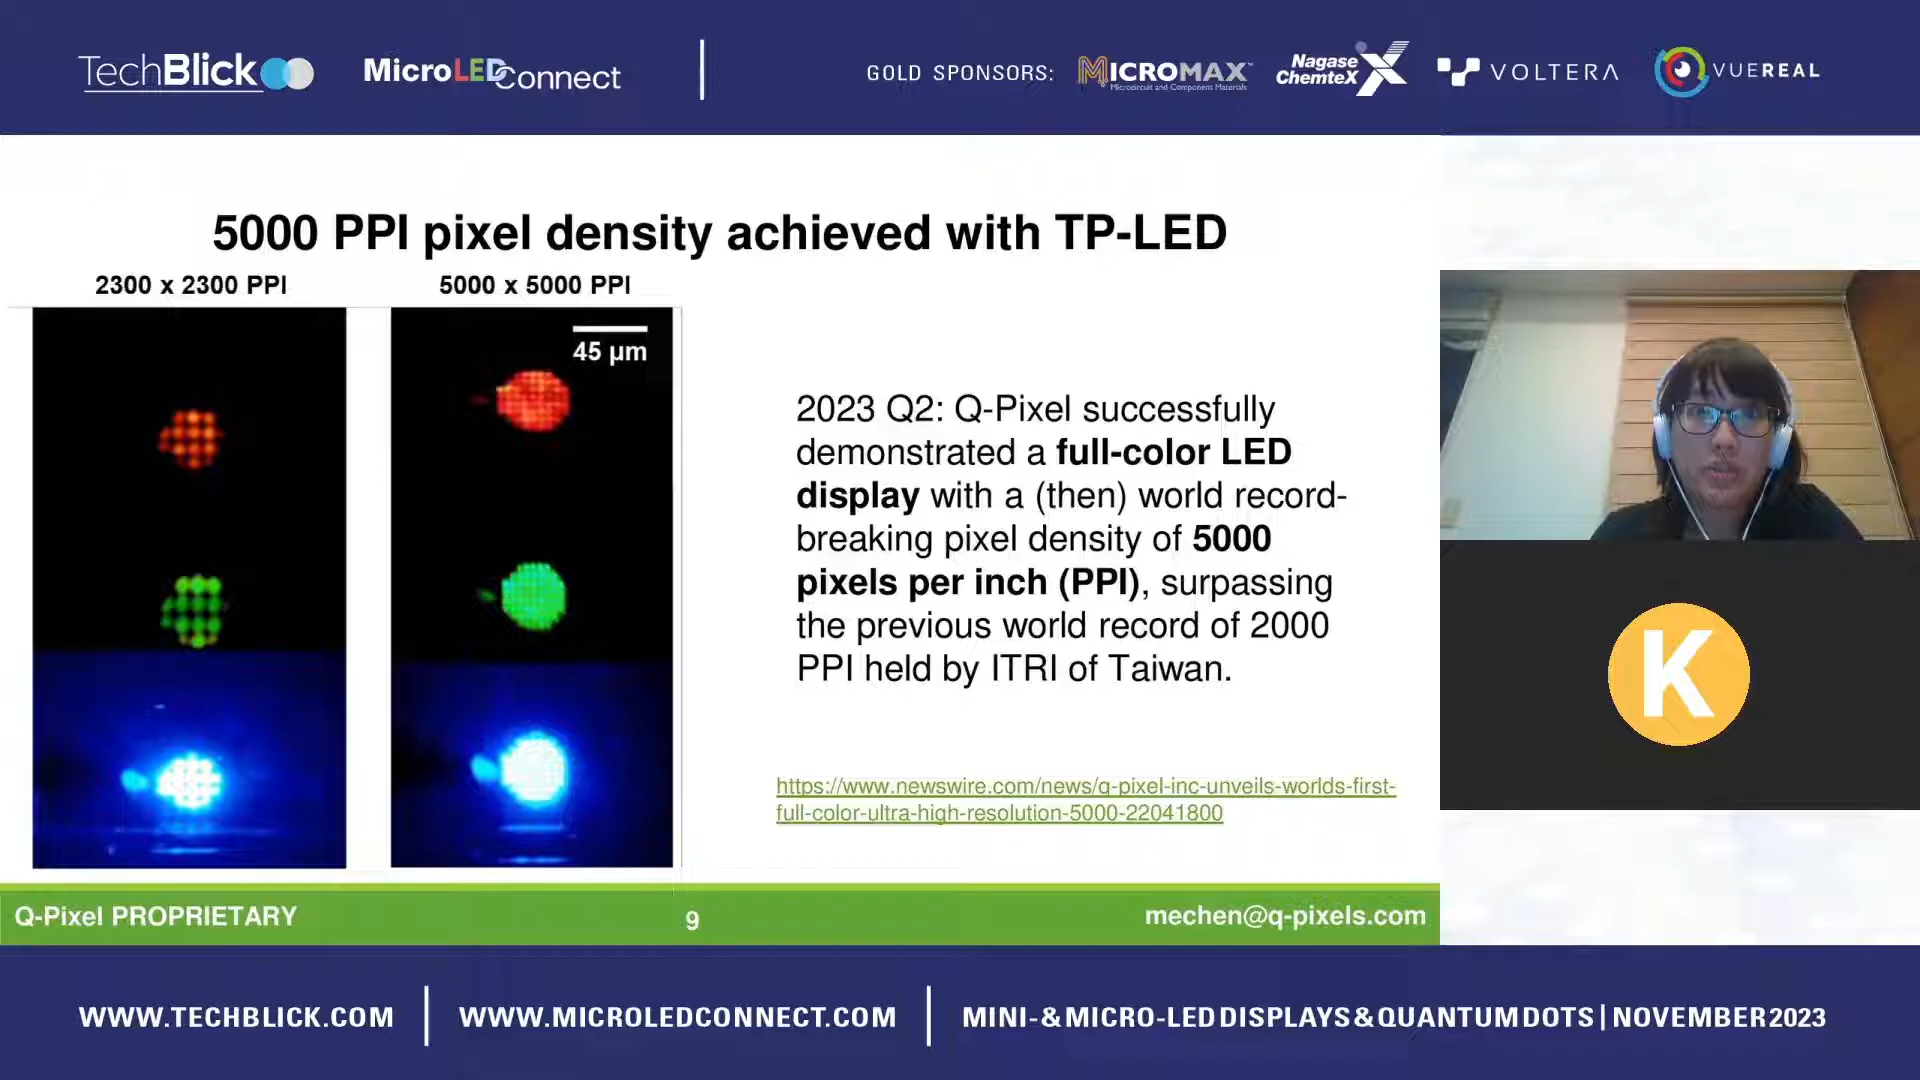 TechBlick
MicroLED Connect
GOLD SPONSORS:
MICROMAX™
Microcircuit and Component Materials
Nagase
ChemteX
VOLTERA
VUEREAL
5000 PPI pixel density achieved with TP-LED
2300 x 2300 PPI
5000 x 5000 PPI
45 µm
2023 Q2: Q-Pixel successfully
demonstrated a full-color LED
display with a (then) world record-
breaking pixel density of 5000
pixels per inch (PPI), surpassing
the previous world record of 2000
PPI held by ITRI of Taiwan.
https://www.newswire.com/news/q-pixel-inc-unveils-worlds-first-
full-color-ultra-high-resolution-5000-22041800
K
Q-Pixel PROPRIETARY
9
mechen@q-pixels.com
WWW.TECHBLICK.COM
WWW.MICROLEDCONNECT.COM
MINI-&MICRO-LED DISPLAYS & QUANTUM DOTS | NOVEMBER 2023